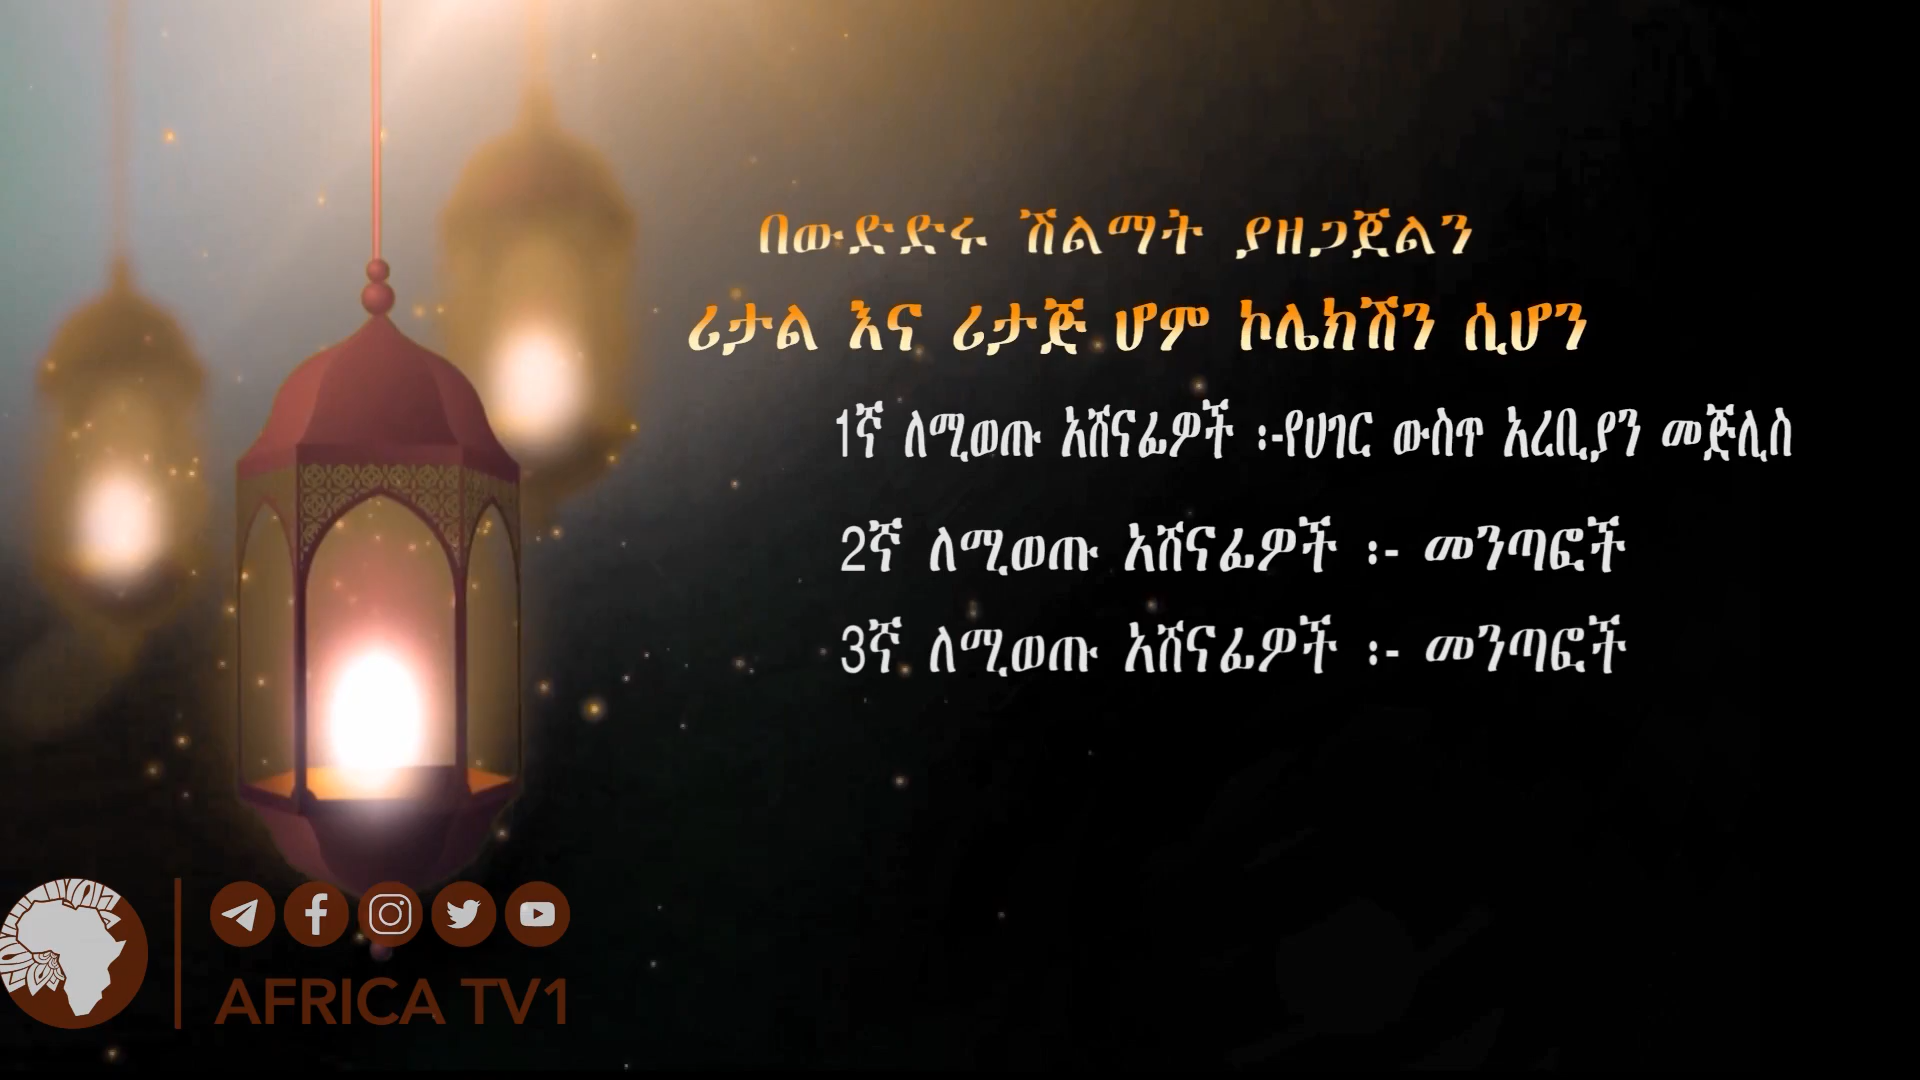 በውድድሩ ሽልማት ያዘጋጀልን
ሪታል እና ሪታጅ ሆም ኮሌክሽን ሲሆን
1ኛ ለሚወጡ አሸናፊዎች ፡-የሀገር ውስጥ አረቢያን መጅሊስ
2ኛ ለሚወጡ አሸናፊዎች ፡- መንጣፎች
3ኛ ለሚወጡ አሸናፊዎች ፡- መንጣፎች
AFRICA TV1